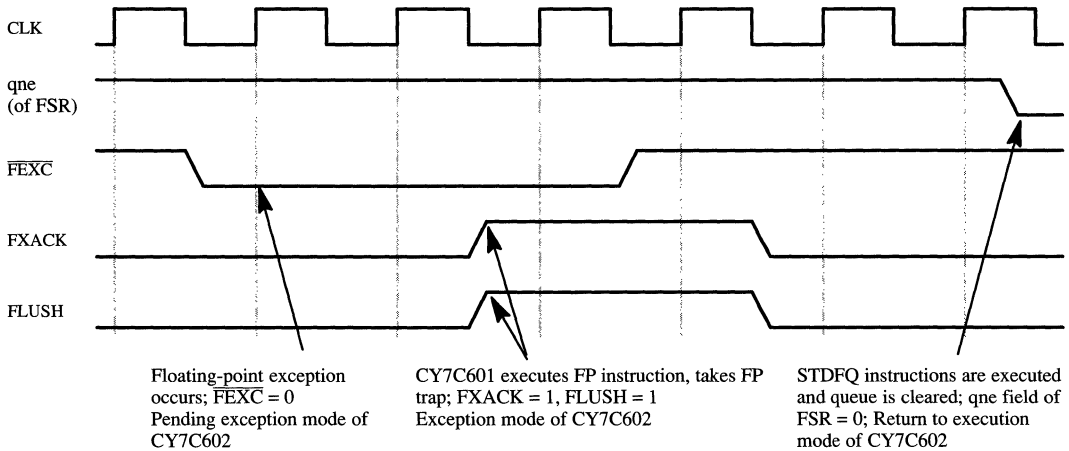 CLK
qne
(of FSR)
FEXC
FXACK
FLUSH
Floating-point exception
occurs; FEXC = 0
Pending exception mode of
CY7C602
CY7C601 executes FP instruction, takes FP
trap; FXACK = 1, FLUSH = 1
Exception mode of CY7C602
STDFQ instructions are executed
and queue is cleared; qne field of
FSR = 0; Return to execution
mode of CY7C602